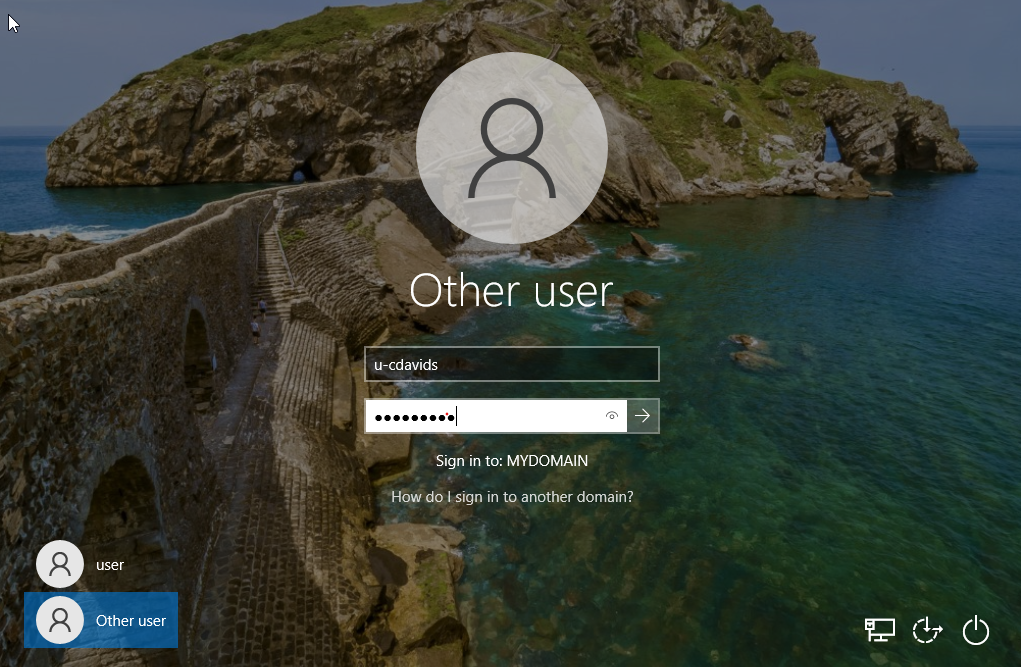 Other user
u-cdavids
●●●●●●●●●
Sign in to: MYDOMAIN
How do I sign in to another domain?
user
Other user